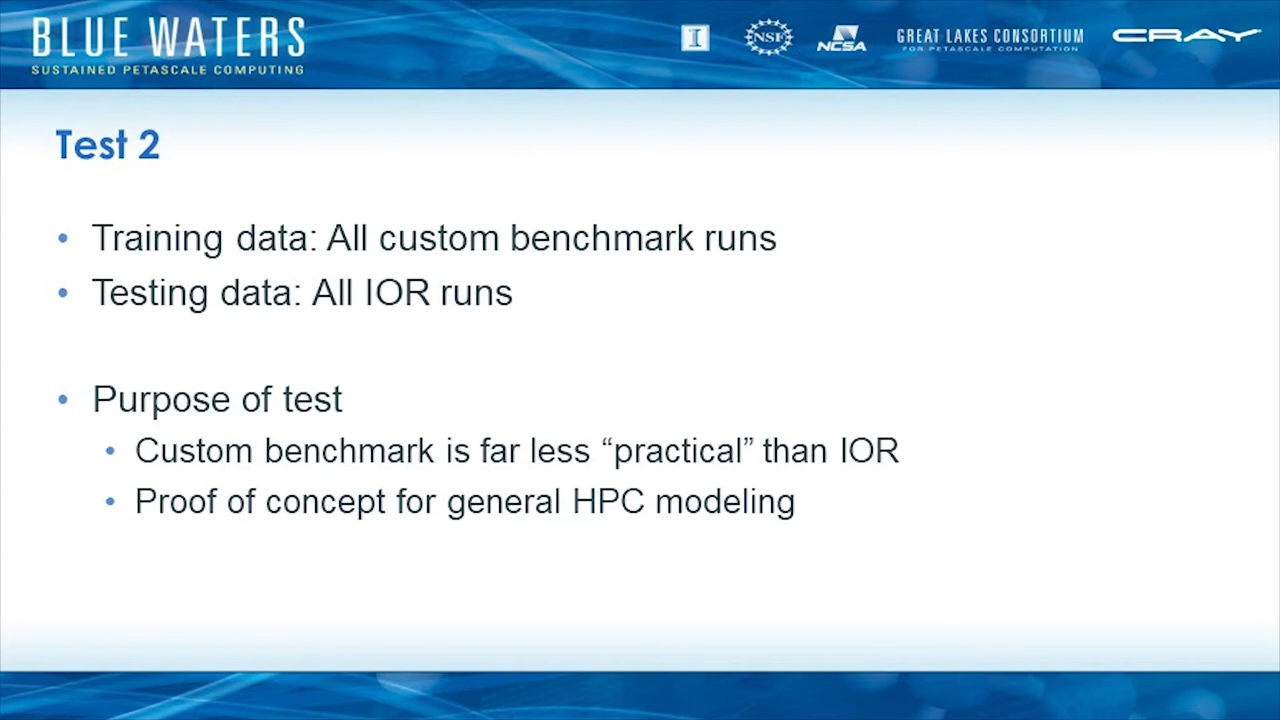 BLUE WATERS
SUSTAINED PETASCALE COMPUTING
I
NSF
NCSA
GREAT LAKES CONSORTIUM
FOR PETASCALE COMPUTATION
CRAY
Test 2
• Training data: All custom benchmark runs
• Testing data: All IOR runs
• Purpose of test
• Custom benchmark is far less “practical” than IOR
• Proof of concept for general HPC modeling